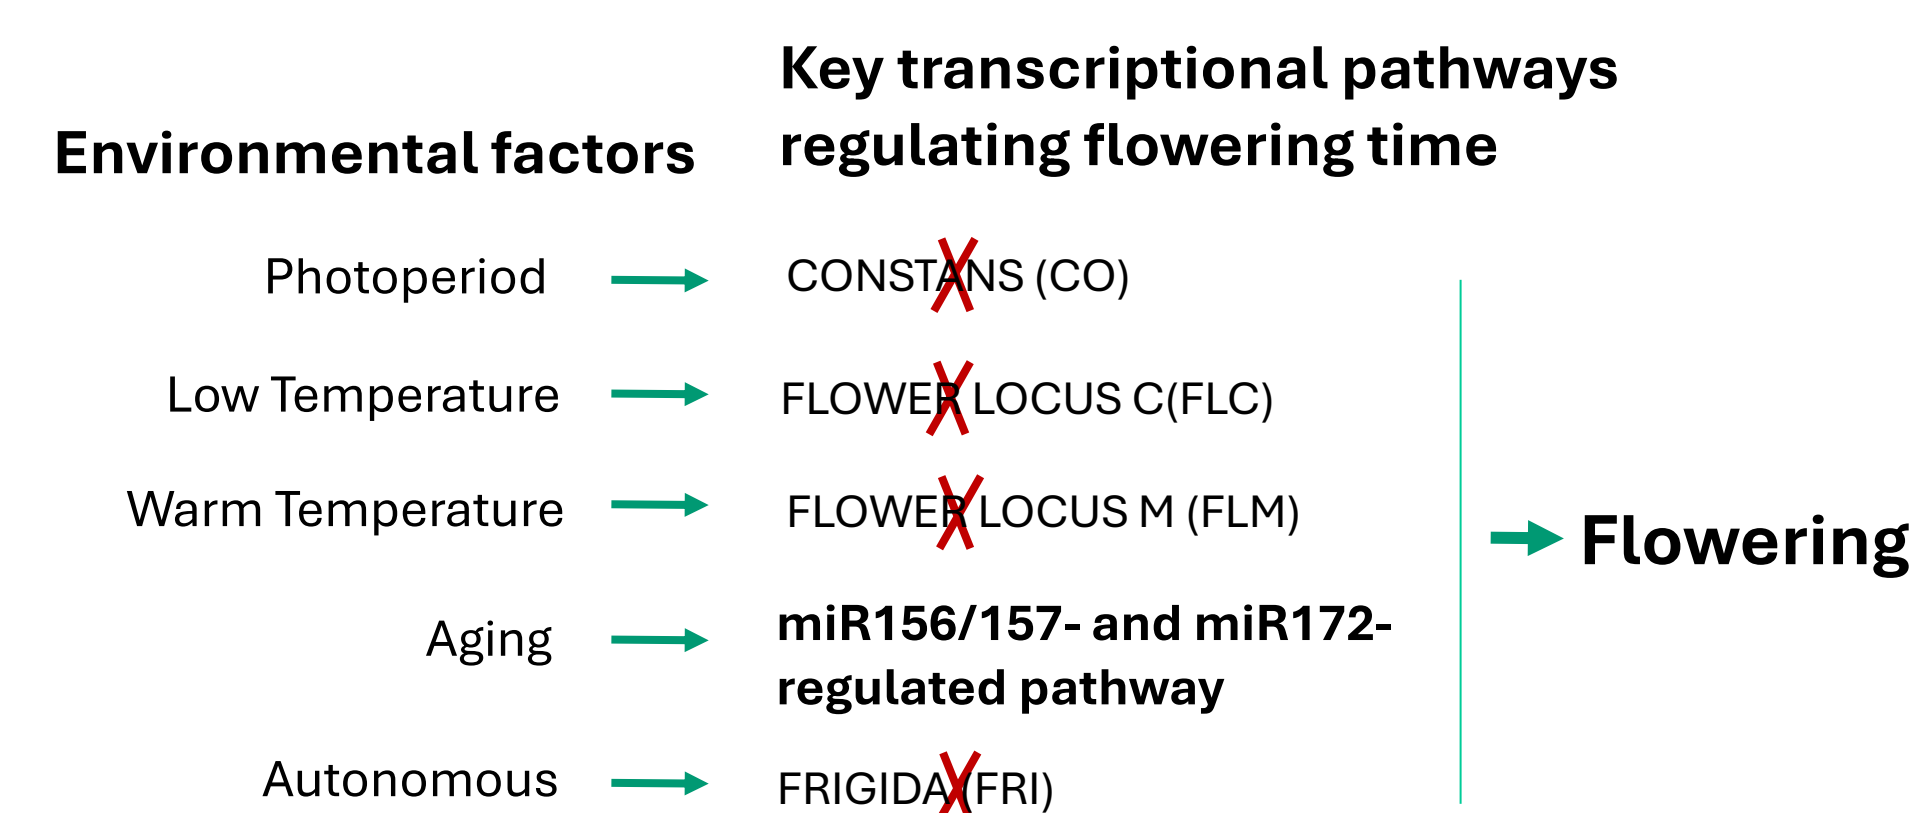 Key transcriptional pathways
regulating flowering time
Environmental factors
Photoperiod
CONSTANS (CO)
Low Temperature
FLOWER LOCUS C(FLC)
Warm Temperature
FLOWER LOCUS M (FLM)
Flowering
Aging
miR156/157- and miR172-
regulated pathway
Autonomous
FRIGIDA (FRI)